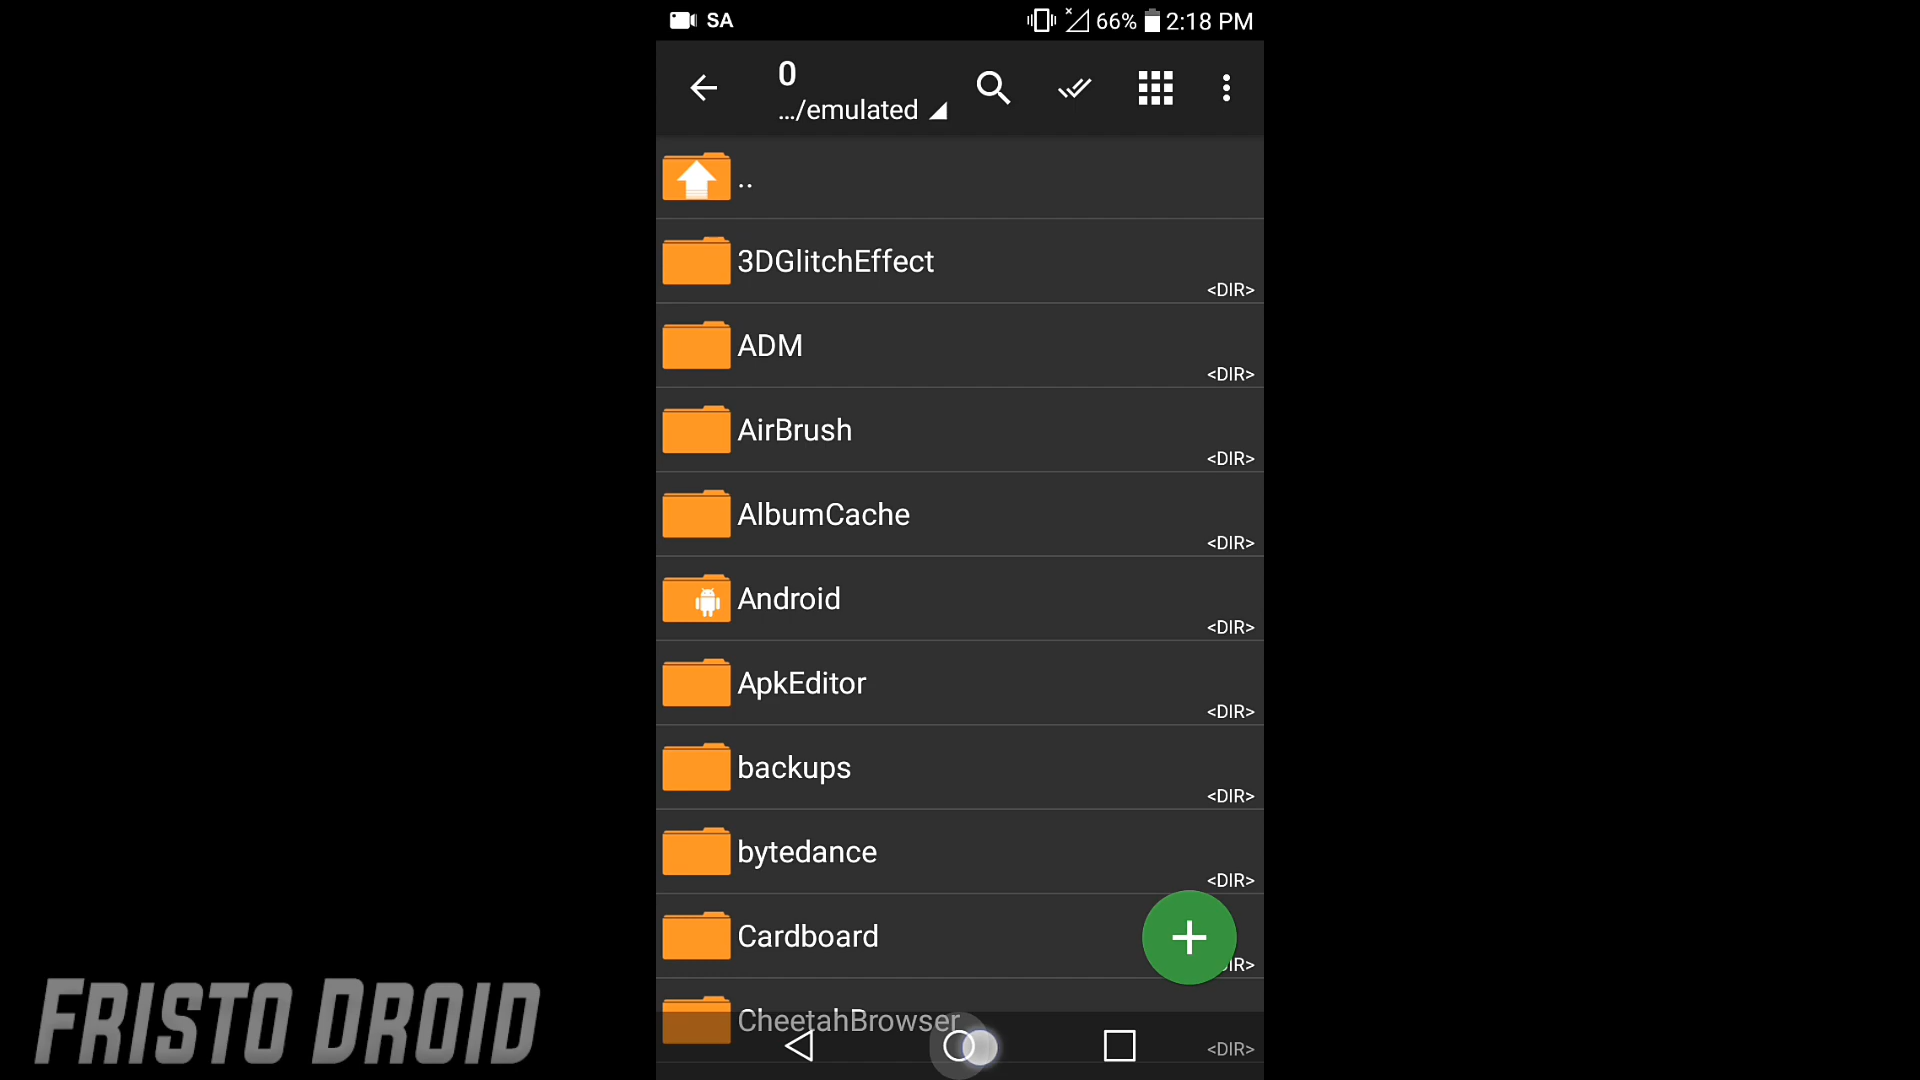 SA
66% 2:18 PM
0
.../emulated
..
3DGlitchEffect
<DIR>
ADM
<DIR>
AirBrush
<DIR>
AlbumCache
<DIR>
Android
<DIR>
ApkEditor
<DIR>
backups
<DIR>
bytedance
<DIR>
Cardboard
IR>
CheetahBrowser
<DIR>
FRISTO DROID